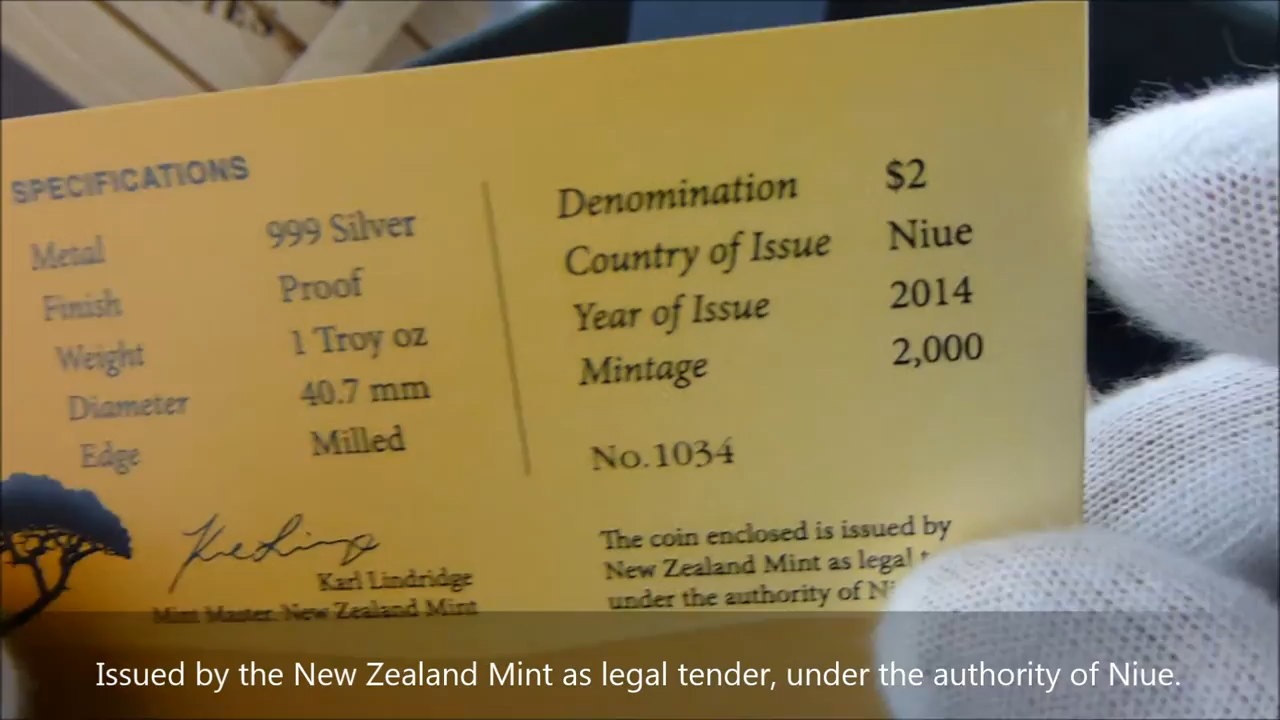 SPECIFICATIONS
Metal 999 Silver
Finish Proof
Weight 1 Troy oz
Diameter 40.7 mm
Edge Milled
Karl Lindridge
Mint Master, New Zealand Mint
Denomination $2
Country of Issue Niue
Year of Issue 2014
Mintage 2,000
No.1034
The coin enclosed is issued by
New Zealand Mint as legal
under the authority of
Issued by the New Zealand Mint as legal tender, under the authority of Niue.